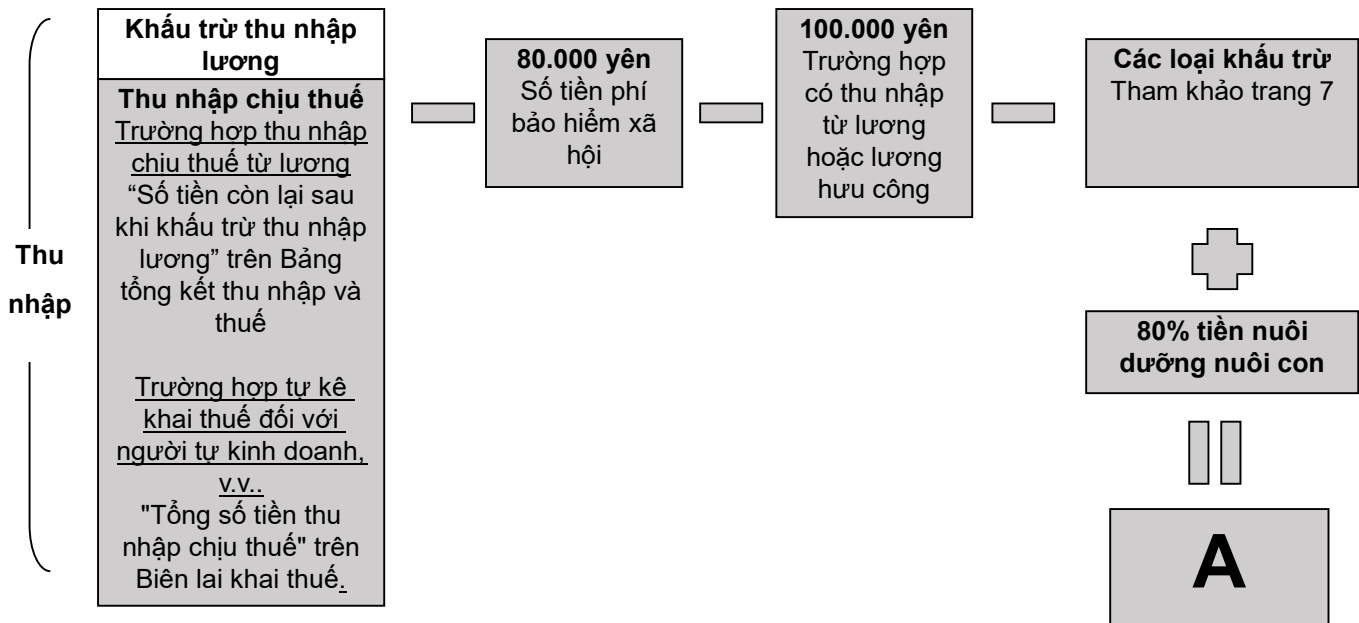 Thu
nhập
Khấu trừ thu nhập
lương
Thu nhập chịu thuế
Trường hợp thu nhập
chịu thuế từ lương
“Số tiền còn lại sau
khi khấu trừ thu nhập
lương” trên Bảng
tổng kết thu nhập và
thuế
Trường hợp tự kê
khai thuế đối với
người tự kinh doanh,
v.v..
"Tổng số tiền thu
nhập chịu thuế" trên
Biên lai khai thuế.
80.000 yên
Số tiền phí
bảo hiểm xã
hội
100.000 yên
Trường hợp
có thu nhập
từ lương
hoặc lương
hưu công
Các loại khấu trừ
Tham khảo trang 7
80% tiền nuôi
dưỡng nuôi con
A